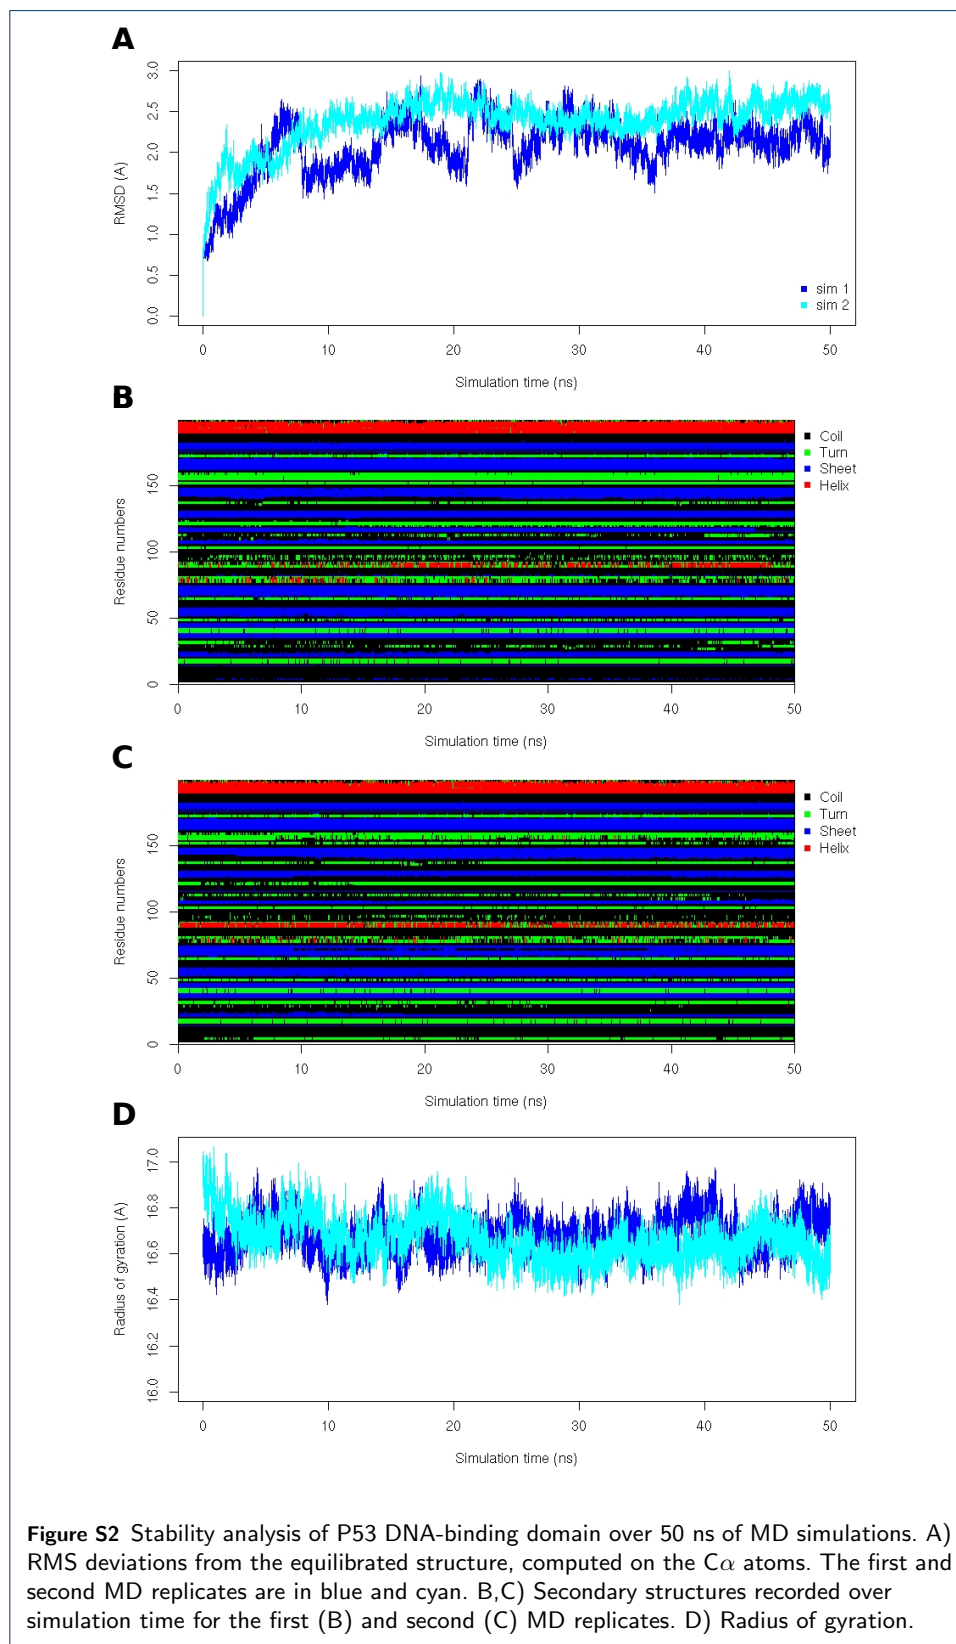 A
3.0
2.5
2.0
1.5
1.0
0.5
0.0
RMSD (A)
sim 1
sim 2
0 10 20 30 40 50
Simulation time (ns)
B
150
100
50
0
Residue numbers
Coil
Turn
Sheet
Helix
0 10 20 30 40 50
Simulation time (ns)
C
150
100
50
0
Residue numbers
Coil
Turn
Sheet
Helix
0 10 20 30 40 50
Simulation time (ns)
D
17.0
16.8
16.6
16.4
16.2
16.0
Radius of gyration (A)
0 10 20 30 40 50
Simulation time (ns)
Figure S2 Stability analysis of P53 DNA-binding domain over 50 ns of MD simulations. A)
RMS deviations from the equilibrated structure, computed on the Cα atoms. The first and
second MD replicates are in blue and cyan. B,C) Secondary structures recorded over
simulation time for the first (B) and second (C) MD replicates. D) Radius of gyration.